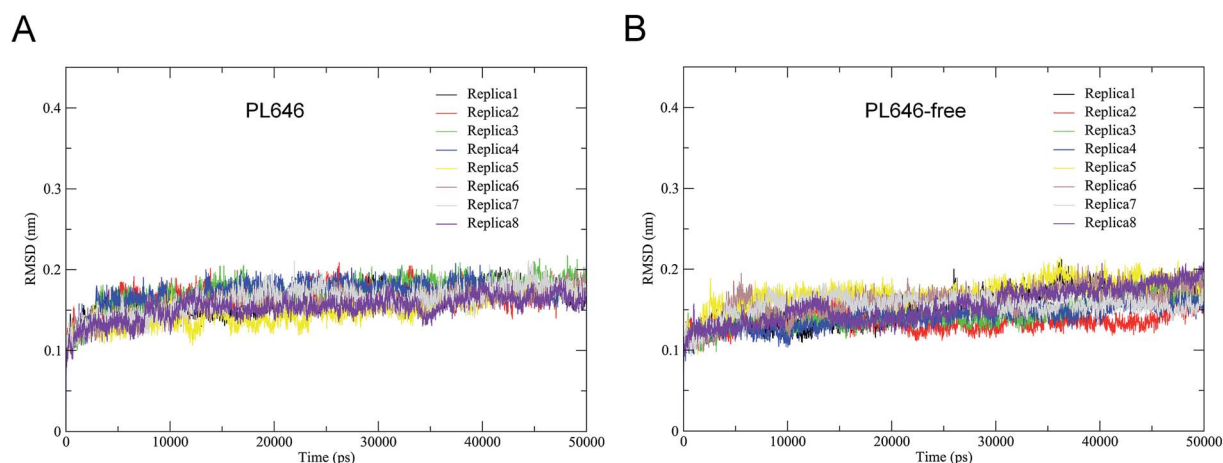 A
PL646
Replica1
Replica2
Replica3
Replica4
Replica5
Replica6
Replica7
Replica8
0.4
0.3
0.2
0.1
0
RMSD (nm)
0 10000 20000 30000 40000 50000
Time (ps)
B
PL646-free
Replica1
Replica2
Replica3
Replica4
Replica5
Replica6
Replica7
Replica8
0.4
0.3
0.2
0.1
0
RMSD (nm)
0 10000 20000 30000 40000 50000
Time (ps)